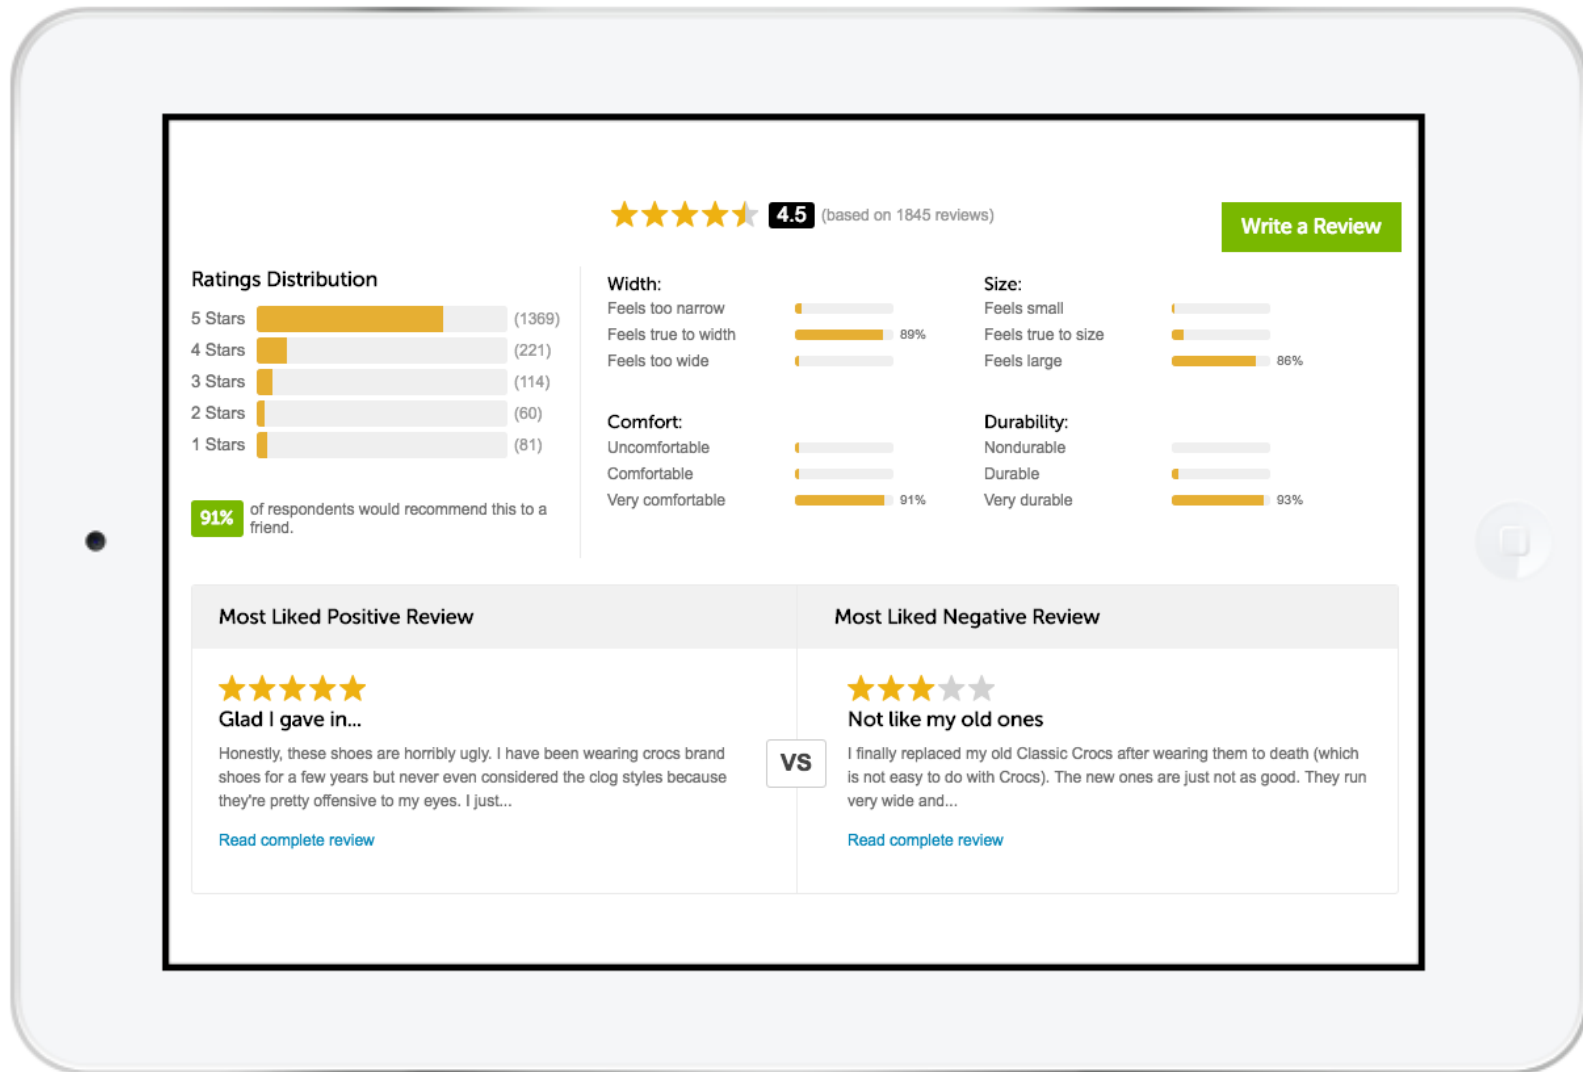 4.5 (based on 1845 reviews)
Write a Review
Ratings Distribution
5 Stars (1369)
4 Stars (221)
3 Stars (114)
2 Stars (60)
1 Stars (81)
91% of respondents would recommend this to a
friend.
Width:
Feels too narrow
Feels true to width 89%
Feels too wide
Size:
Feels small
Feels true to size
Feels large 86%
Comfort:
Uncomfortable
Comfortable
Very comfortable 91%
Durability:
Nondurable
Durable
Very durable 93%
Most Liked Positive Review
Glad I gave in...
Honestly, these shoes are horribly ugly. I have been wearing crocs brand
shoes for a few years but never even considered the clog styles because
they're pretty offensive to my eyes. I just...
Read complete review
VS
Most Liked Negative Review
Not like my old ones
I finally replaced my old Classic Crocs after wearing them to death (which
is not easy to do with Crocs). The new ones are just not as good. They run
very wide and...
Read complete review